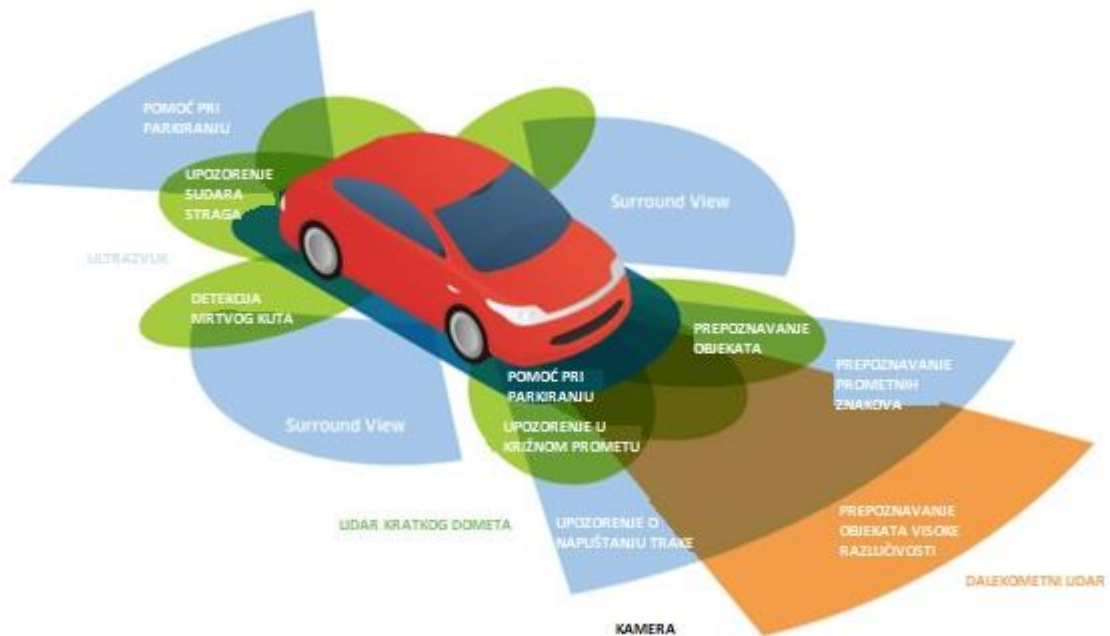 POMOĆ PRI
PARKIRANJU
UPOZORENJE
SUDARA
STRAGA
Surround View
ULTRAZVUK
DETEKCIJA
MRTVOG KUTA
PREPOZNAVANJE
OBJEKATA
PREPOZNAVANJE
PROMETNIH
ZNAKOVA
POMOĆ PRI
PARKIRANJU
Surround View
UPOZORENJE U
KRIŽNOM PROMETU
LIDAR KRATKOG DOMETA
UPOZORENJE O
NAPUŠTANJU TRAKE
PREPOZNAVANJE
OBJEKATA VISOKE
RAZLUČIVOSTI
DALEKOMETNI LIDAR
KAMERA